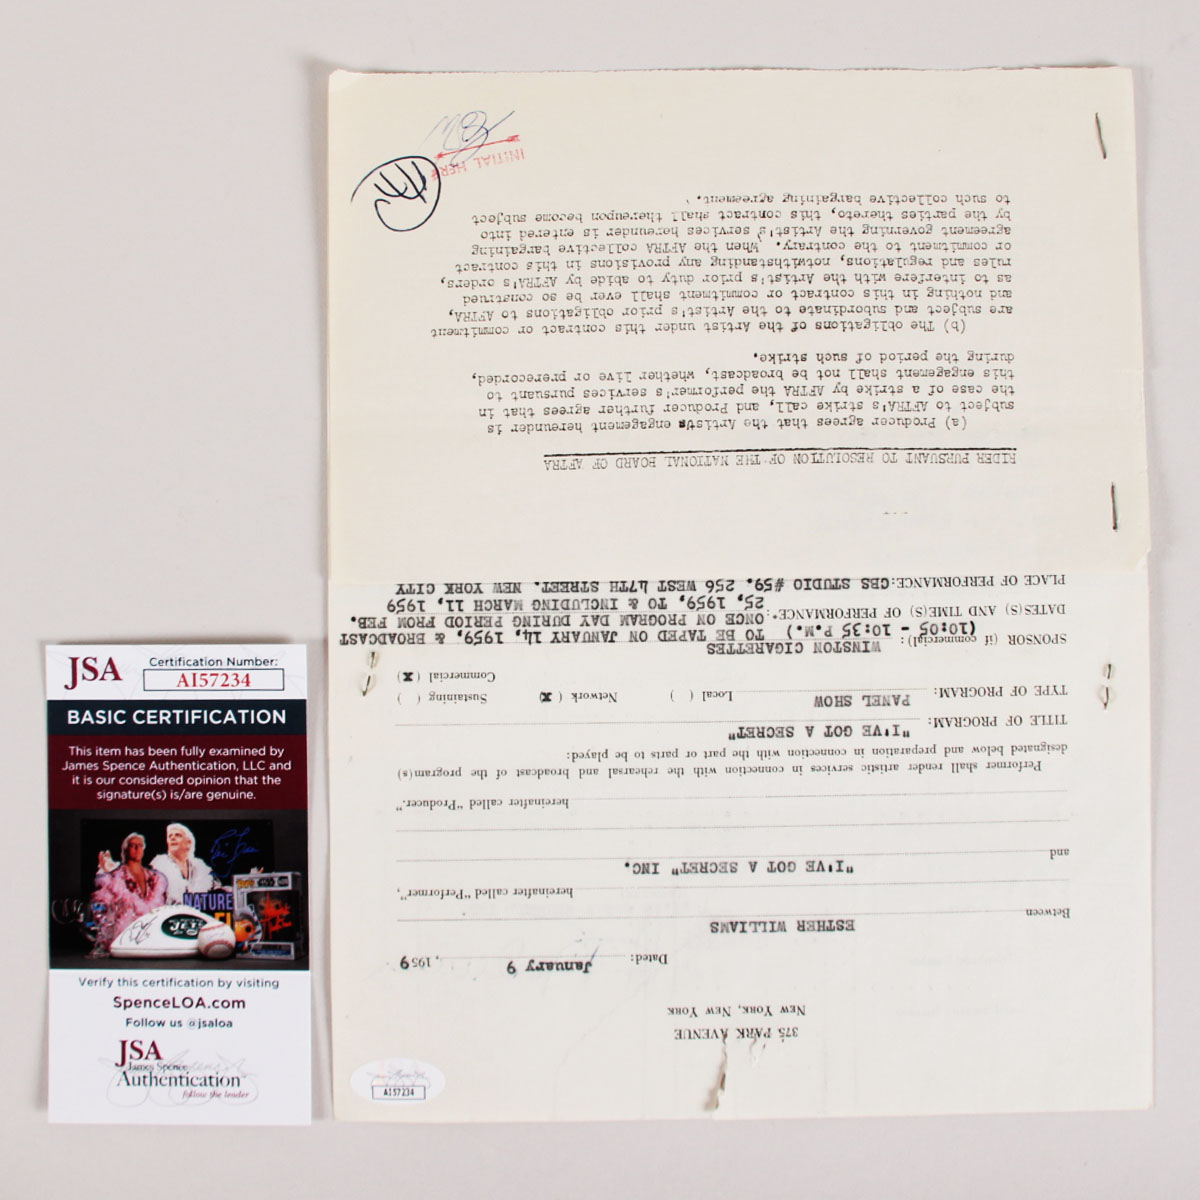 JSA
Certification Number:
AI57234
BASIC CERTIFICATION
This item has been fully examined by
James Spence Authentication, LLC and
it is our considered opinion that the
signature(s) is/are genuine.
NATURE
JETS
Verify this certification by visiting
SpenceLOA.com
Follow us @jsaloa
JSA
James Spence
Authentication™
follow the leader
375 PARK AVENUE
NEW YORK, NEW YORK
Dated: January 9, 1959
Between
ESTHER WILLIAMS
hereinafter called "Performer",
and
"I'VE GOT A SECRET" INC.
hereinafter called "Producer."
Performer shall render artistic services in connection with the rehearsal and broadcast of the program(s)
designated below and preparation in connection with the part or parts to be played:
TITLE OF PROGRAM: "I'VE GOT A SECRET"
TYPE OF PROGRAM: PANEL SHOW Local ( ) Network (X) Sustaining ( )
Commercial (X)
SPONSOR (if commercial): WINSTON CIGARETTES
(10:05 - 10:35 P.M.) TO BE TAPED ON JANUARY 14, 1959, & BROADCAST
DATES(S) AND TIME(S) OF PERFORMANCE*: ONCE ON PROGRAM DAY DURING PERIOD FROM FEB.
25, 1959, TO & INCLUDING MARCH 11, 1959
PLACE OF PERFORMANCE: CBS STUDIO #59. 256 WEST 47TH STREET. NEW YORK CITY
RIDER PURSUANT TO RESOLUTION OF THE NATIONAL BOARD OF AFTRA
(a) Producer agrees that the Artists engagement hereunder is
subject to AFTRA's strike call, and Producer further agrees that in
the case of a strike by AFTRA the performer's services pursuant to
this engagement shall not be broadcast, whether live or prerecorded,
during the period of such strike.
(b) The obligations of the Artist under this contract or commitment
are subject and subordinate to the Artist's prior obligations to AFTRA,
and nothing in this contract or commitment shall ever be so construed
as to interfere with the Artist's prior duty to abide by AFTRA's orders,
rules and regulations, notwithstanding any provisions in this contract
or commitment to the contrary. When the AFTRA collective bargaining
agreement governing the Artist's services hereunder is entered into
by the parties thereto, this contract shall thereupon become subject
to such collective bargaining agreement.
INITIAL HERE
AI57234